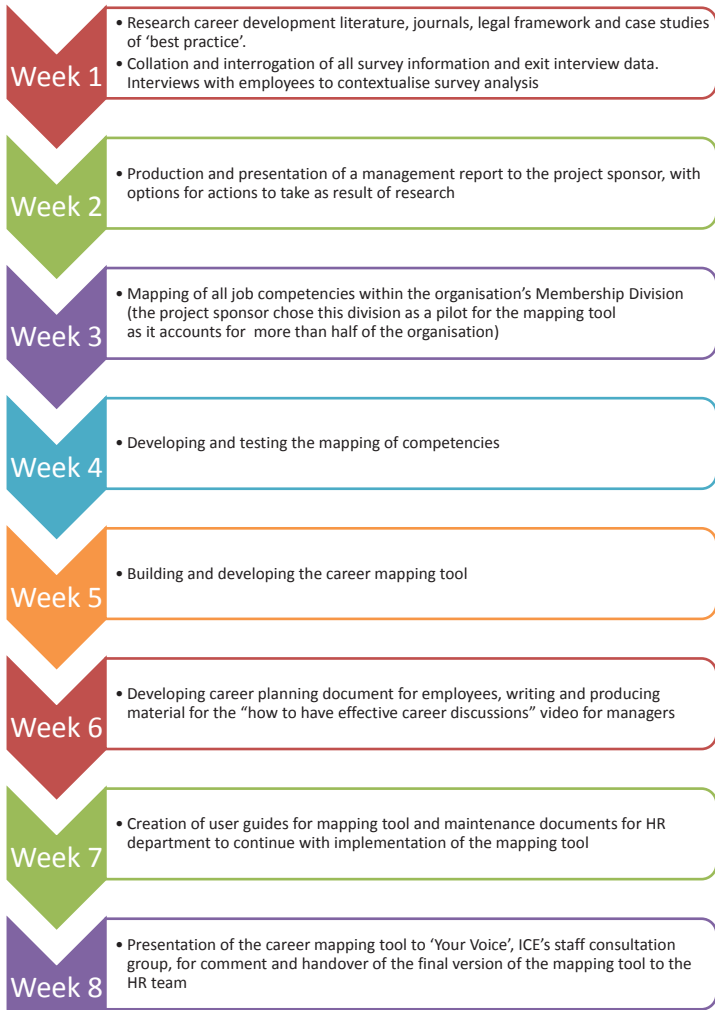 Week 1
• Research career development literature, journals, legal framework and case studies
of ‘best practice’.
• Collation and interrogation of all survey information and exit interview data.
Interviews with employees to contextualise survey analysis
Week 2
• Production and presentation of a management report to the project sponsor, with
options for actions to take as result of research
Week 3
• Mapping of all job competencies within the organisation’s Membership Division
(the project sponsor chose this division as a pilot for the mapping tool
as it accounts for more than half of the organisation)
Week 4
• Developing and testing the mapping of competencies
Week 5
• Building and developing the career mapping tool
Week 6
• Developing career planning document for employees, writing and producing
material for the “how to have effective career discussions” video for managers
Week 7
• Creation of user guides for mapping tool and maintenance documents for HR
department to continue with implementation of the mapping tool
Week 8
• Presentation of the career mapping tool to ‘Your Voice’, ICE’s staff consultation
group, for comment and handover of the final version of the mapping tool to the
HR team